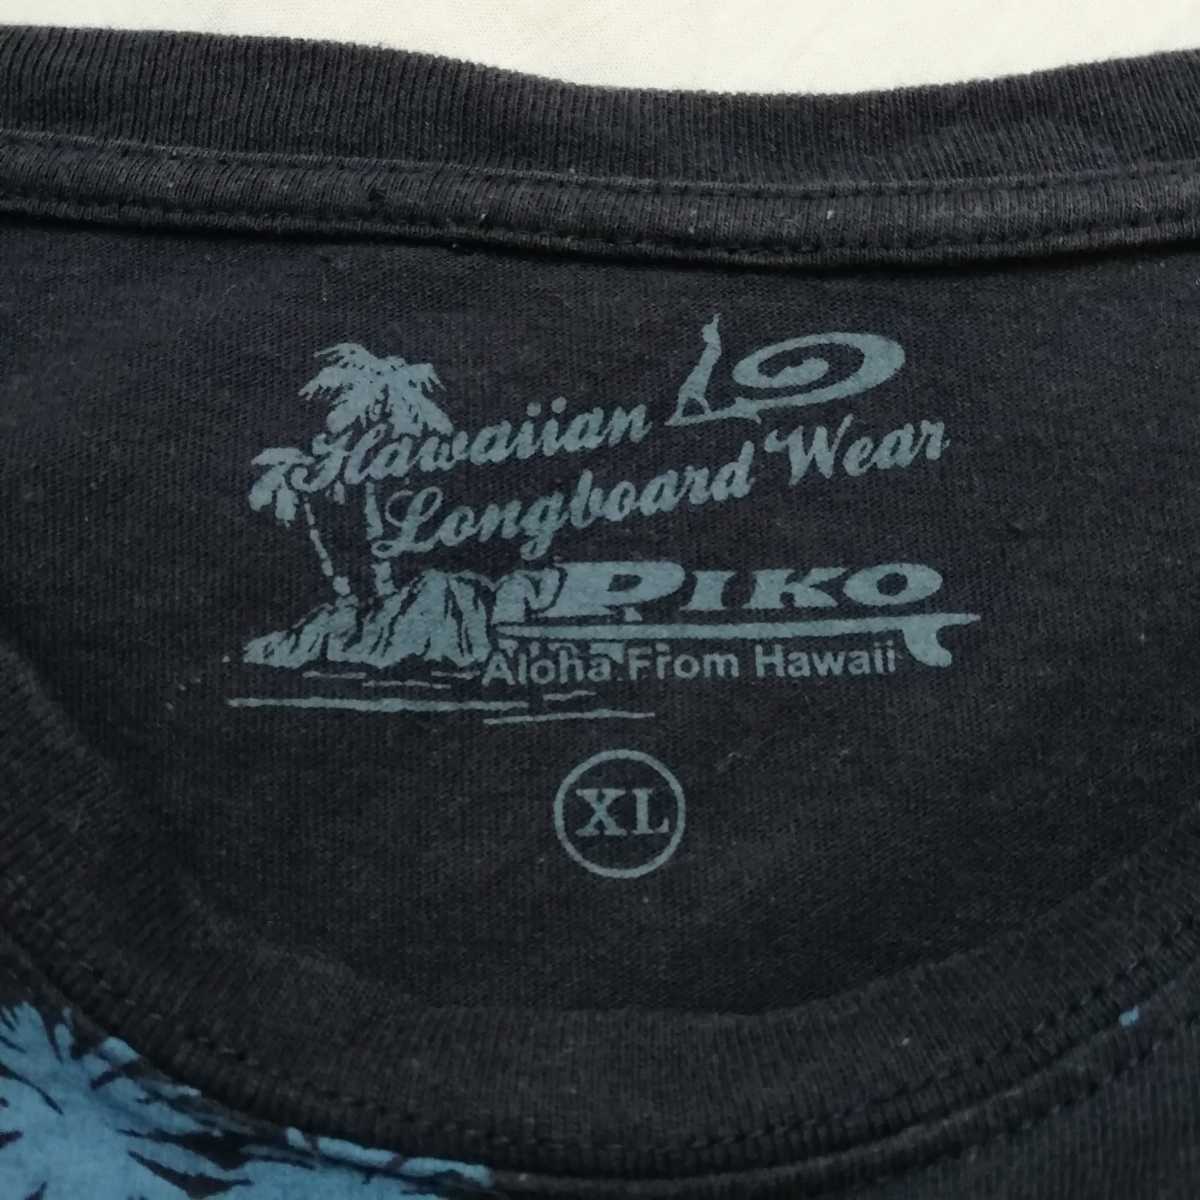 Hawaiian
Longboard Wear
PIKO
Aloha From Hawaii
XL